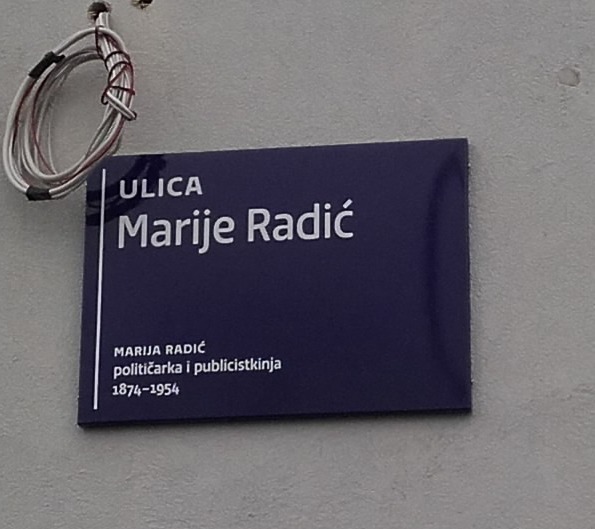 ULICA
Marije Radić
MARIJA RADIĆ
političarka i publicistkinja
1874–1954